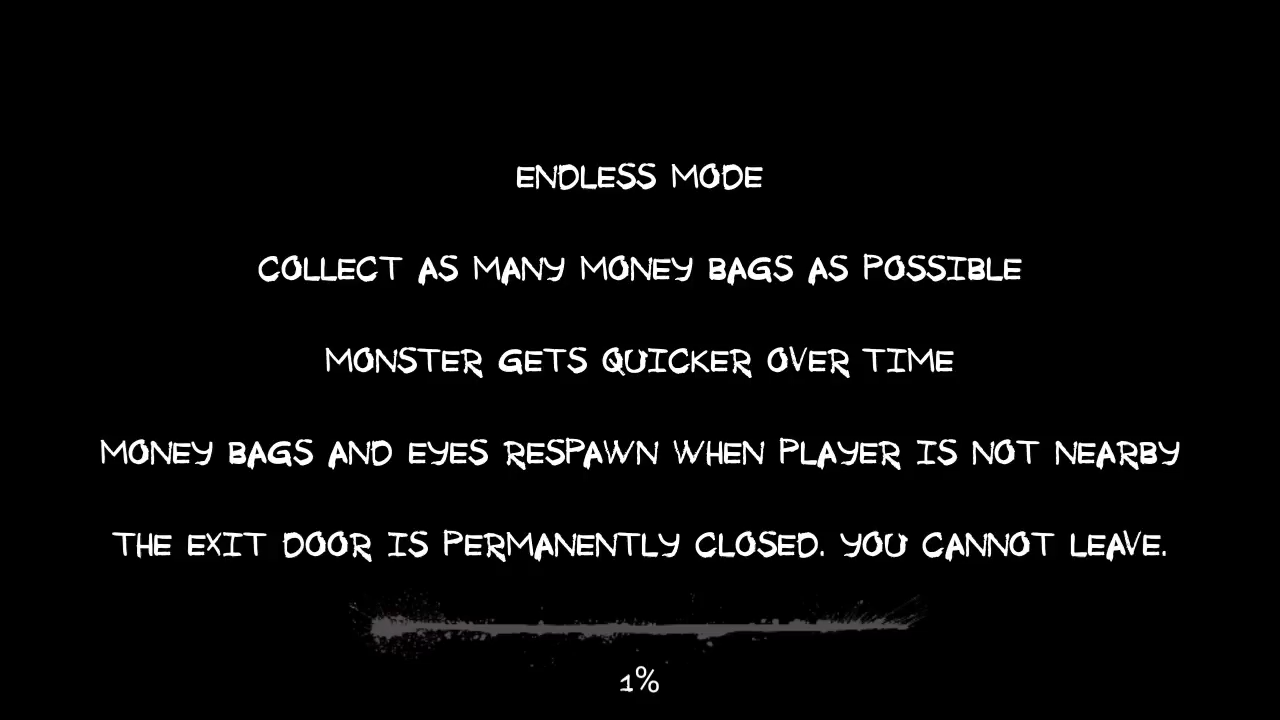 ENDLESS MODE
COLLECT AS MANY MONEY BAGS AS POSSIBLE
MONSTER GETS QUICKER OVER TIME
MONEY BAGS AND EYES RESPAWN WHEN PLAYER IS NOT NEARBY
THE EXIT DOOR IS PERMANENTLY CLOSED. YOU CANNOT LEAVE.
1%